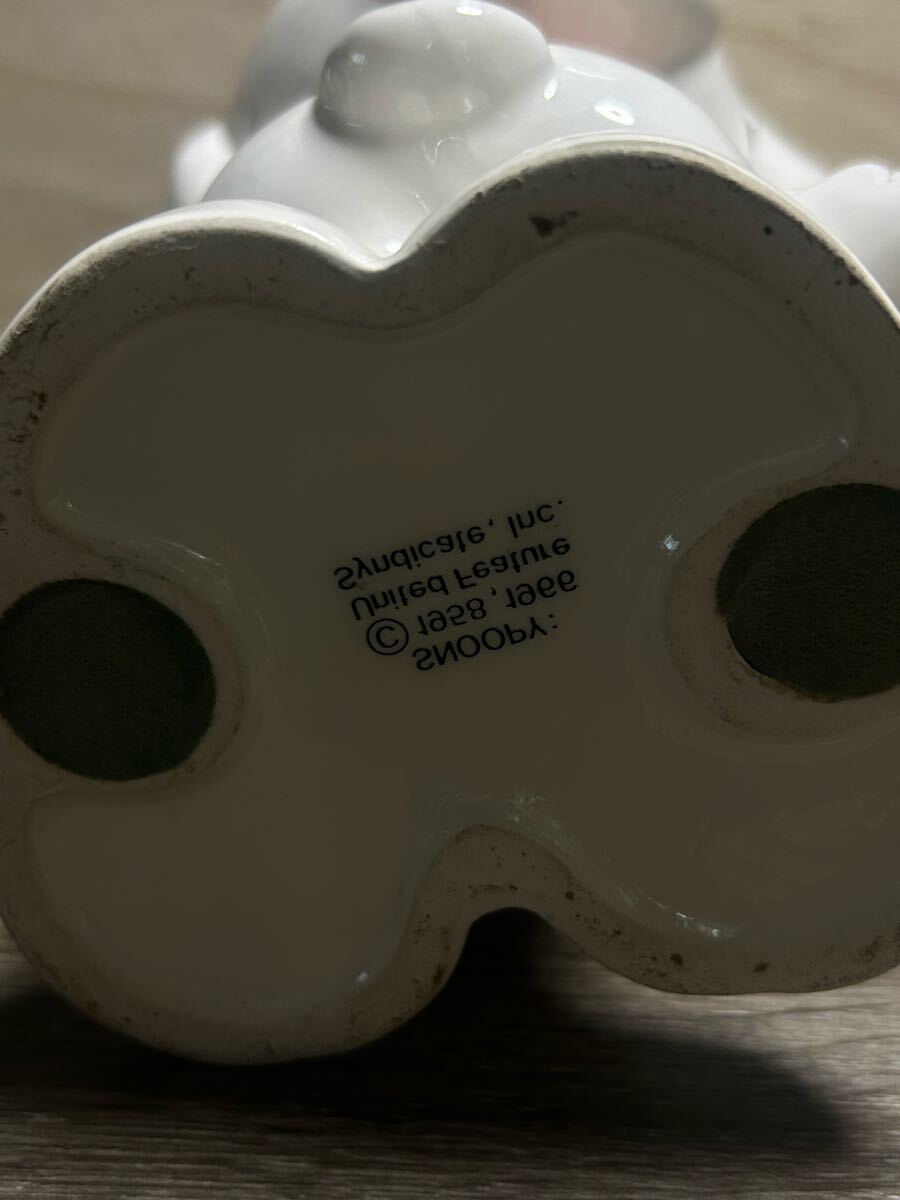 SNOOPY:
© 1958, 1966
United Feature
Syndicate, Inc.